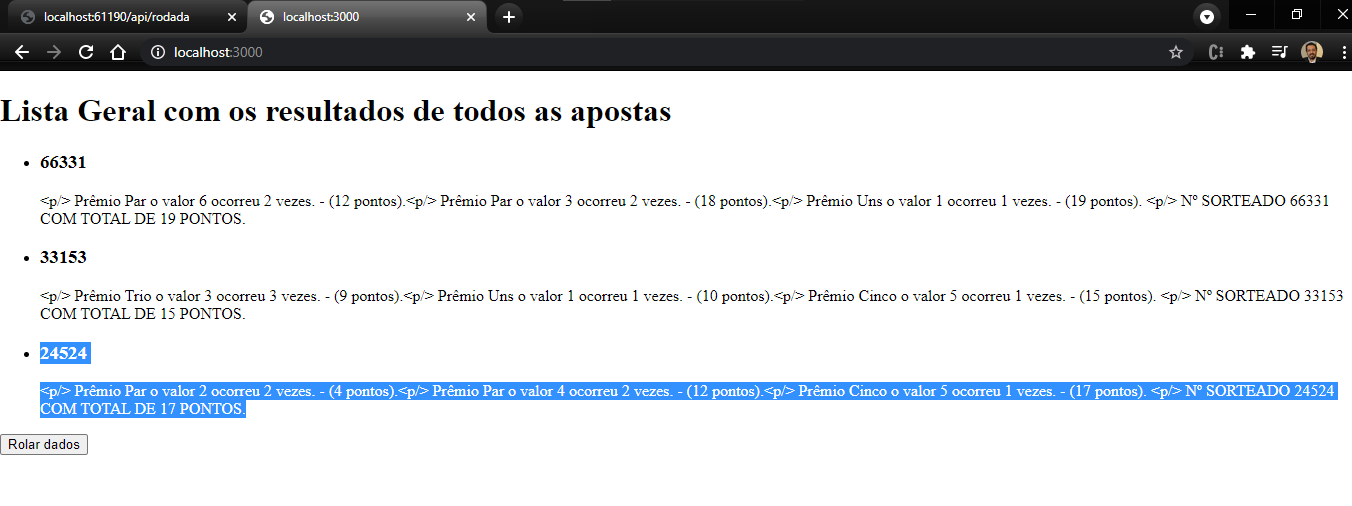 localhost:61190/api/rodada
localhost:3000
localhost:3000
Lista Geral com os resultados de todos as apostas
66331
<p/> Prêmio Par o valor 6 ocorreu 2 vezes. - (12 pontos).<p/> Prêmio Par o valor 3 ocorreu 2 vezes. - (18 pontos).<p/> Prêmio Uns o valor 1 ocorreu 1 vezes. - (19 pontos). <p/> Nº SORTEADO 66331
COM TOTAL DE 19 PONTOS.
33153
<p/> Prêmio Trio o valor 3 ocorreu 3 vezes. - (9 pontos).<p/> Prêmio Uns o valor 1 ocorreu 1 vezes. - (10 pontos).<p/> Prêmio Cinco o valor 5 ocorreu 1 vezes. - (15 pontos). <p/> Nº SORTEADO 33153
COM TOTAL DE 15 PONTOS.
24524
<p/> Prêmio Par o valor 2 ocorreu 2 vezes. - (4 pontos).<p/> Prêmio Par o valor 4 ocorreu 2 vezes. - (12 pontos).<p/> Prêmio Cinco o valor 5 ocorreu 1 vezes. - (17 pontos). <p/> Nº SORTEADO 24524
COM TOTAL DE 17 PONTOS.
Rolar dados